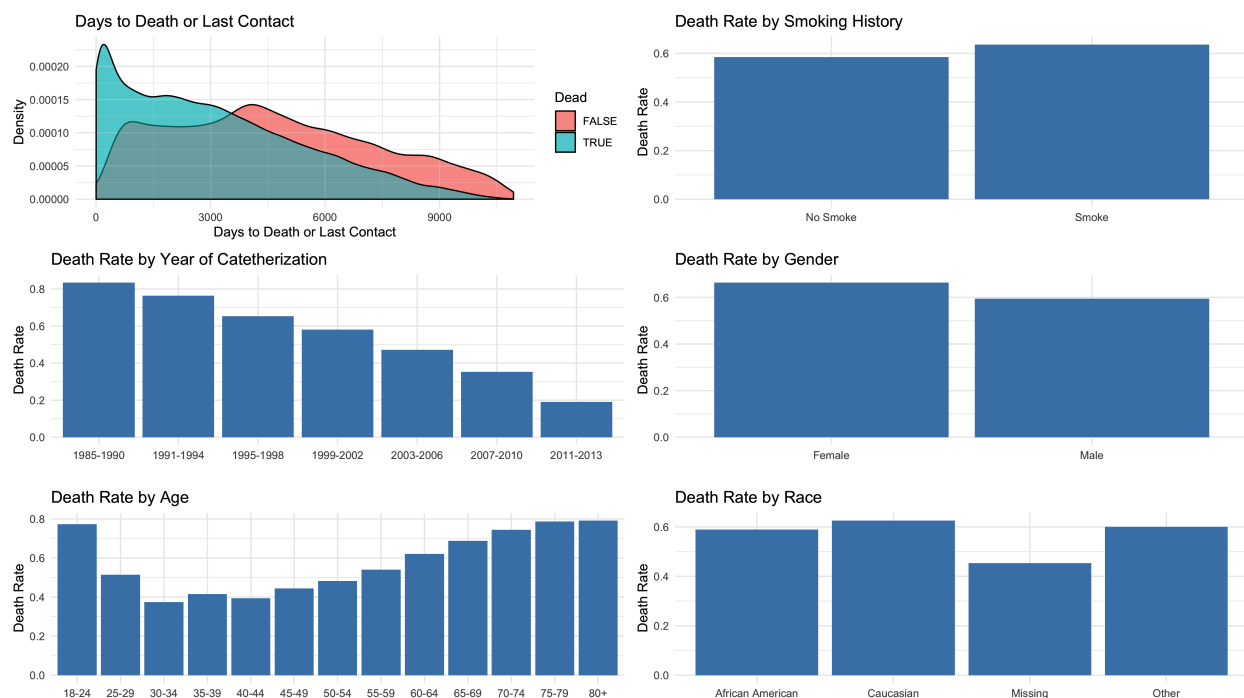 Days to Death or Last Contact
Density
0.00020
0.00015
0.00010
0.00005
0.00000
0 3000 6000 9000
Days to Death or Last Contact
Dead
FALSE
TRUE
Death Rate by Smoking History
Death Rate
0.6
0.4
0.2
0.0
No Smoke Smoke
Death Rate by Year of Catetherization
Death Rate
0.8
0.6
0.4
0.2
0.0
1985-1990 1991-1994 1995-1998 1999-2002 2003-2006 2007-2010 2011-2013
Death Rate by Gender
Death Rate
0.6
0.4
0.2
0.0
Female Male
Death Rate by Age
Death Rate
0.8
0.6
0.4
0.2
0.0
18-24 25-29 30-34 35-39 40-44 45-49 50-54 55-59 60-64 65-69 70-74 75-79 80+
Death Rate by Race
Death Rate
0.6
0.4
0.2
0.0
African American Caucasian Missing Other